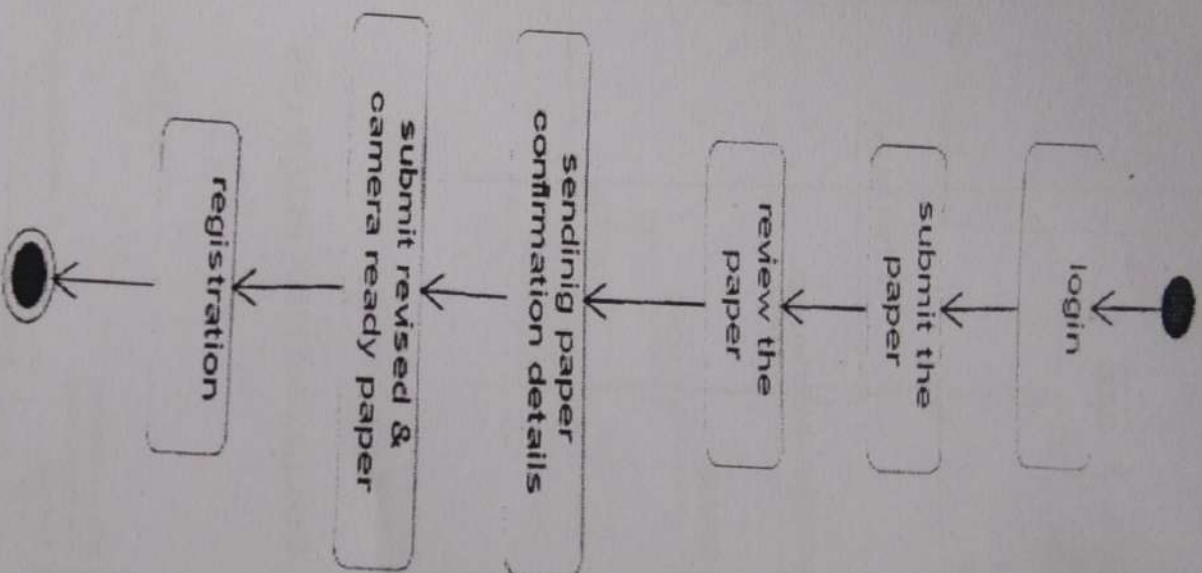 login
submit the
paper
review the
paper
sendinig paper
confirmation details
submit revised &
camera ready paper
registration